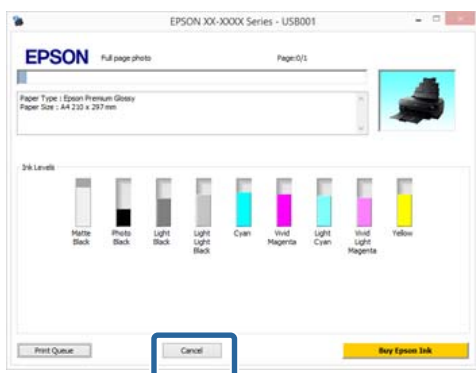 EPSON XX-XXXX Series - USB001
EPSON Full page photo Page:0/1
Paper Type : Epson Premium Glossy
Paper Size : A4 210 x 297 mm
Ink Levels
Matte Black
Photo Black
Light Black
Light Light Black
Cyan
Vivid Magenta
Light Cyan
Vivid Light Magenta
Yellow
Print Queue
Cancel
Buy Epson Ink